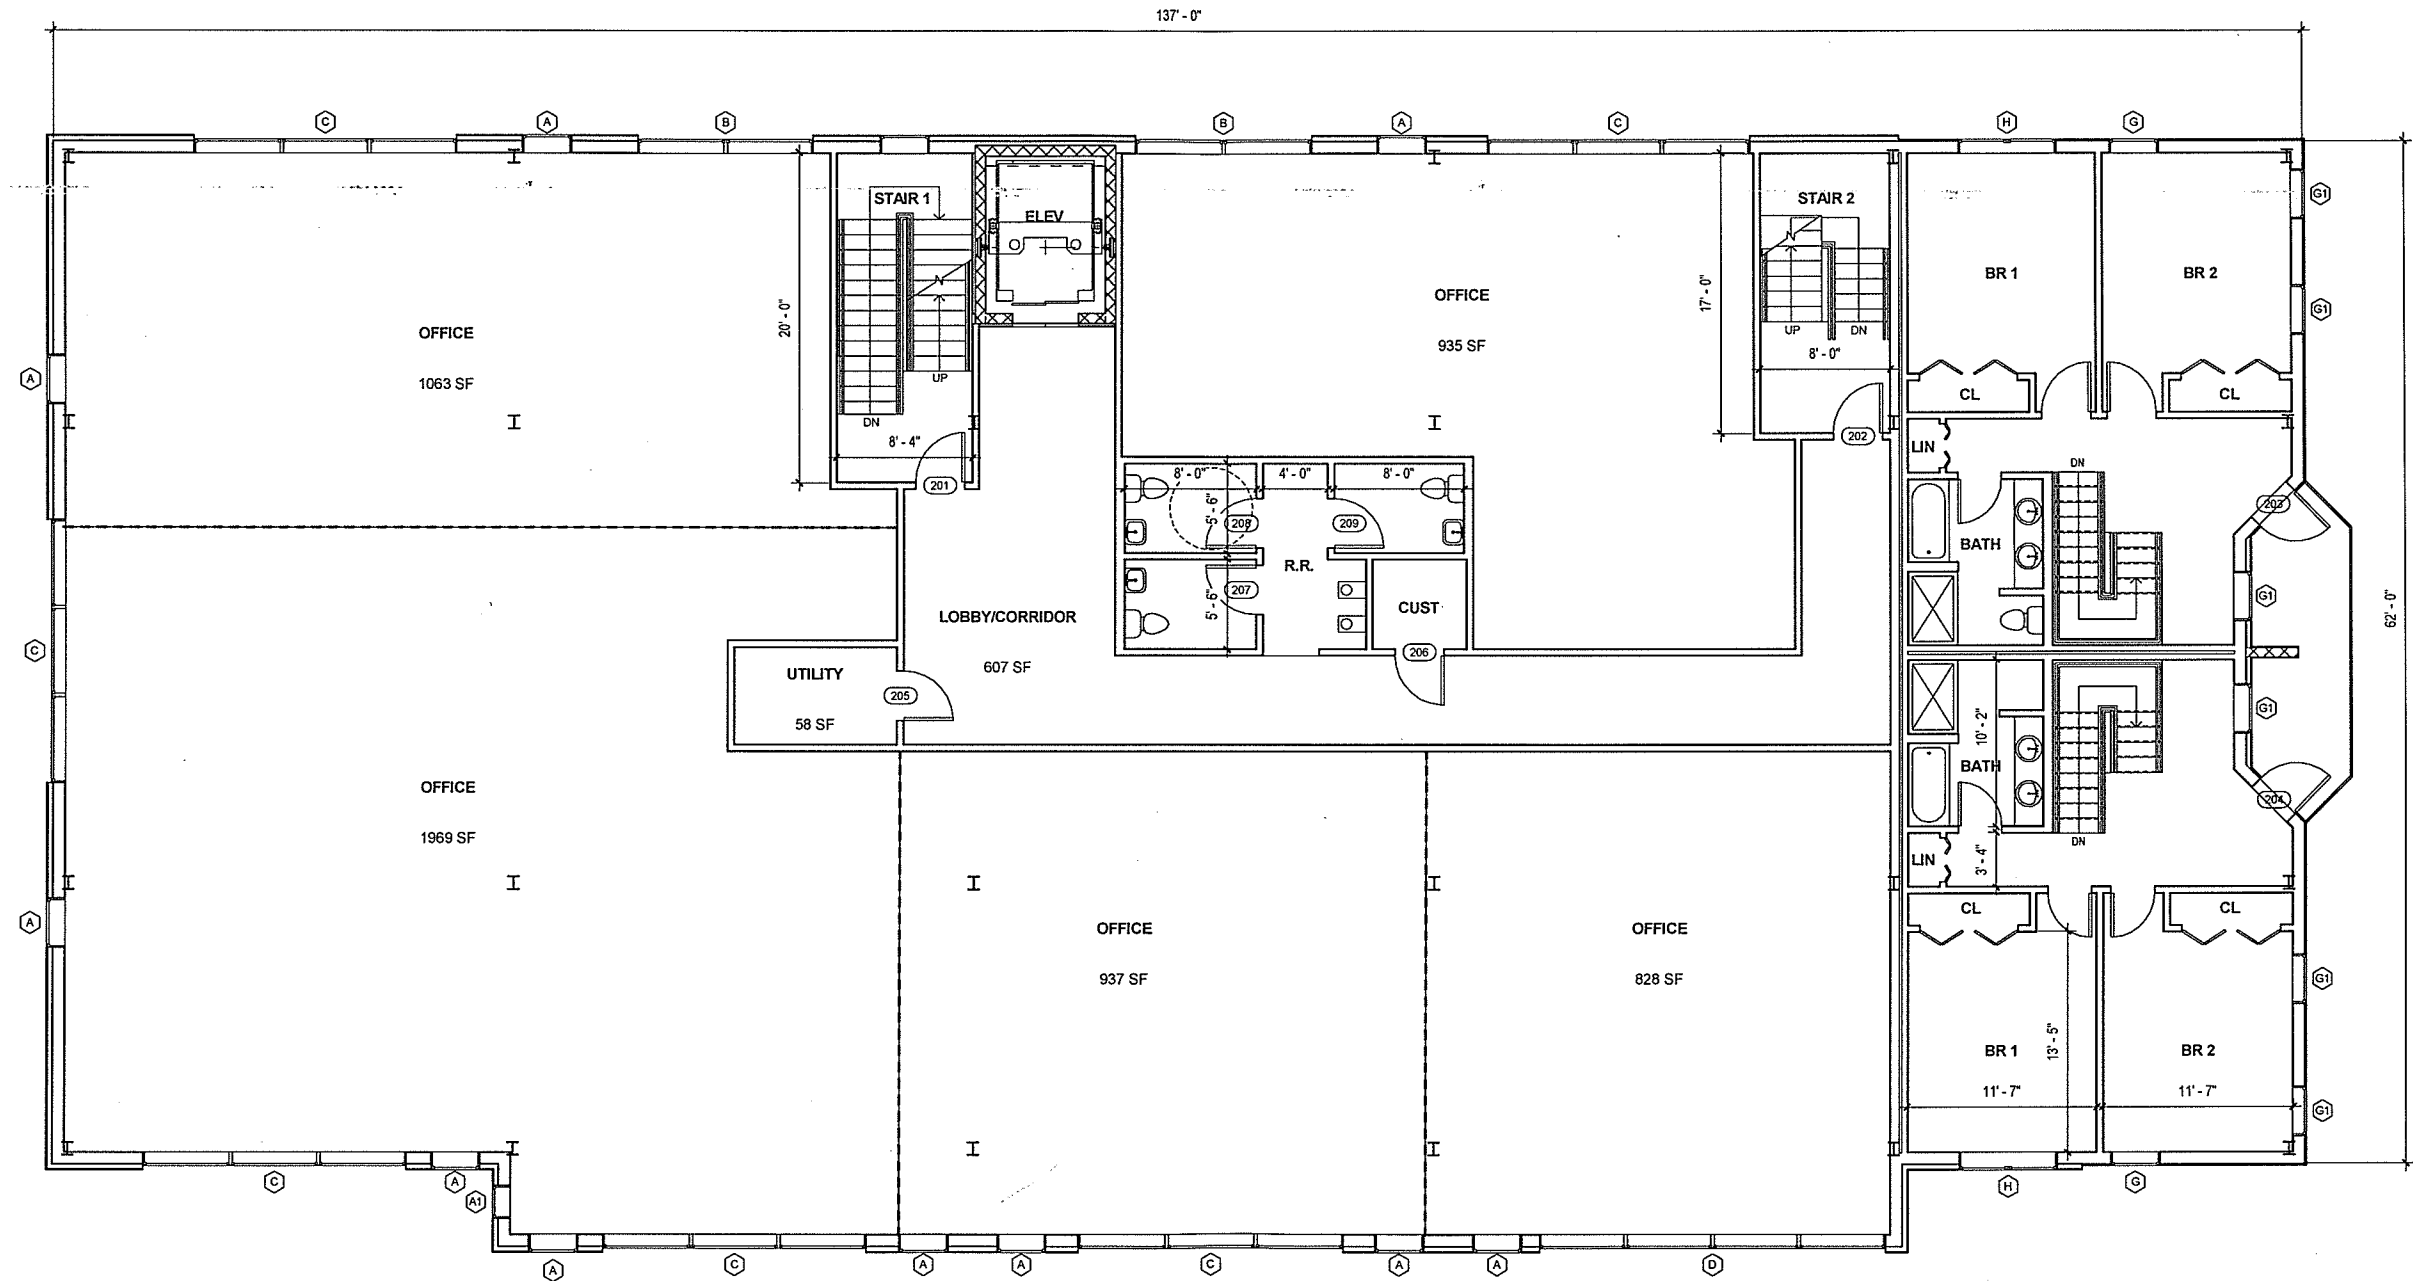 137' - 0"
C
A
B
B
A
C
H
G
STAIR 1
ELEV
STAIR 2
G1
BR 1
BR 2
OFFICE
935 SF
20' - 0"
17' - 0"
G1
OFFICE
1063 SF
UP
DN
8' - 0"
A
UP
DN
8' - 4"
CL
CL
201
202
LIN
DN
8' - 0"
4' - 0"
8' - 0"
5' - 6"
208
209
203
BATH
R.R.
207
5' - 6"
CUST
G1
62' - 0"
LOBBY/CORRIDOR
607 SF
206
C
UTILITY
58 SF
205
G1
10' - 2"
BATH
OFFICE
1969 SF
204
DN
LIN
3' - 4"
A
CL
CL
OFFICE
937 SF
OFFICE
828 SF
G1
BR 1
BR 2
13' - 5"
11' - 7"
11' - 7"
G1
C
A
A1
H
G
A
C
A
A
C
A
A
D